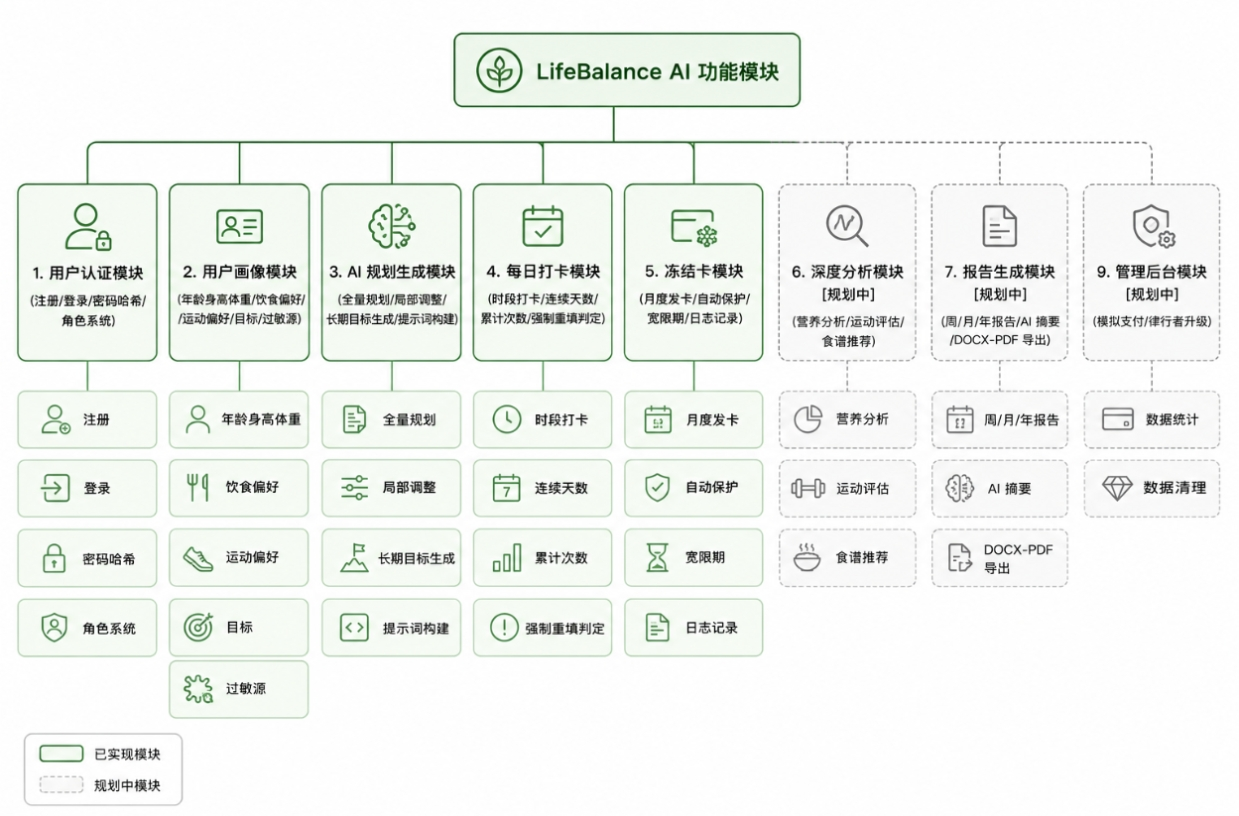 LifeBalance AI 功能模块
1. 用户认证模块
(注册/登录/密码哈希/
角色系统)
2. 用户画像模块
(年龄身高体重/饮食偏好/
/运动偏好/目标/过敏源)
3. AI 规划生成模块
(全量规划/局部调整/
长期目标生成/提示词构建)
4. 每日打卡模块
(时段打卡/连续天数/
累计次数/强制重填判定)
5. 冻结卡模块
(月度发卡/自动保护/
宽限期/日志记录)
6. 深度分析模块
[规划中]
(营养分析/运动评估/
食谱推荐)
7. 报告生成模块
[规划中]
(周/月/年报告/AI 摘要
/DOCX-PDF 导出)
9. 管理后台模块
[规划中]
(模拟支付/律行者升级)
注册
登录
密码哈希
角色系统
年龄身高体重
饮食偏好
运动偏好
目标
过敏源
全量规划
局部调整
长期目标生成
提示词构建
时段打卡
7
连续天数
累计次数
强制重填判定
月度发卡
自动保护
宽限期
日志记录
营养分析
运动评估
食谱推荐
周/月/年报告
AI 摘要
DOCX-PDF
导出
数据统计
数据清理
已实现模块
规划中模块